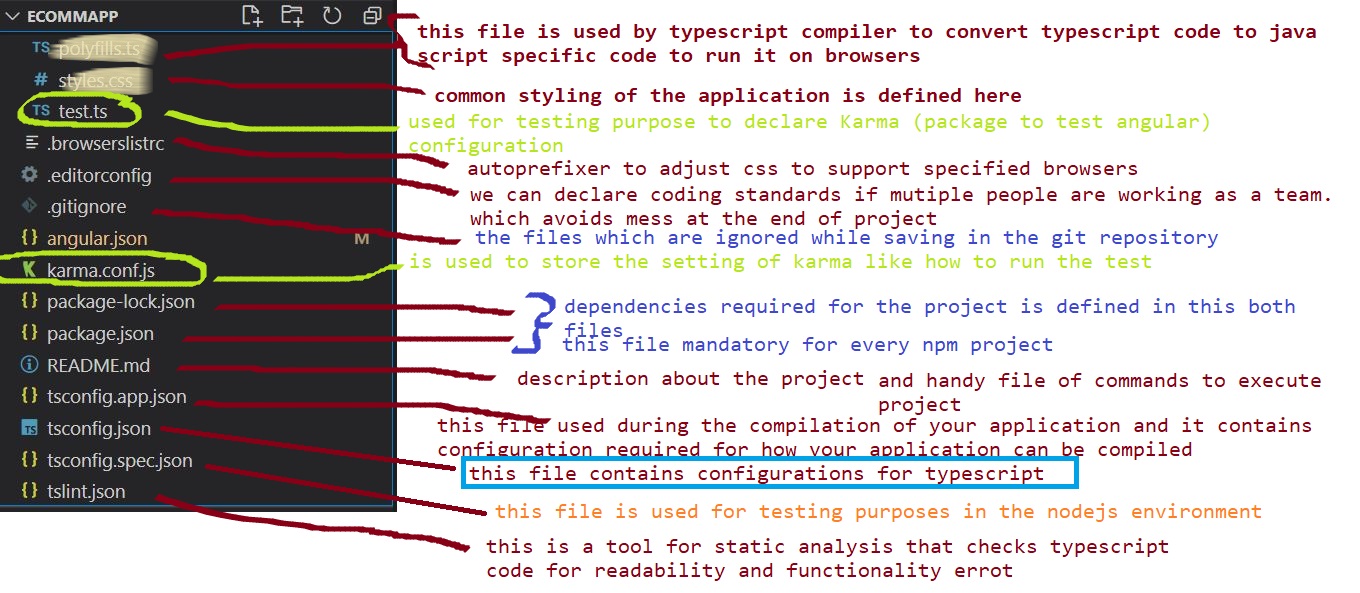 ECOMMAPP
this file is used by typescript compiler to convert typescript code to java
script specific code to run it on browsers
TS polyfills.ts
# styles.css
common styling of the application is defined here
TS test.ts
used for testing purpose to declare Karma (package to test angular)
configuration
.browserslistrc
autoprefixer to adjust css to support specified browsers
.editorconfig
we can declare coding standards if mutiple people are working as a team.
which avoids mess at the end of project
.gitignore
the files which are ignored while saving in the git repository
{} angular.json M
K karma.conf.js
is used to store the setting of karma like how to run the test
{} package-lock.json
dependencies required for the project is defined in this both
files
{} package.json
this file mandatory for every npm project
README.md
description about the project and handy file of commands to execute
project
{} tsconfig.app.json
this file used during the compilation of your application and it contains
configuration required for how your application can be compiled
TS tsconfig.json
this file contains configurations for typescript
{} tsconfig.spec.json
this file is used for testing purposes in the nodejs environment
{} tslint.json
this is a tool for static analysis that checks typescript
code for readability and functionality errot